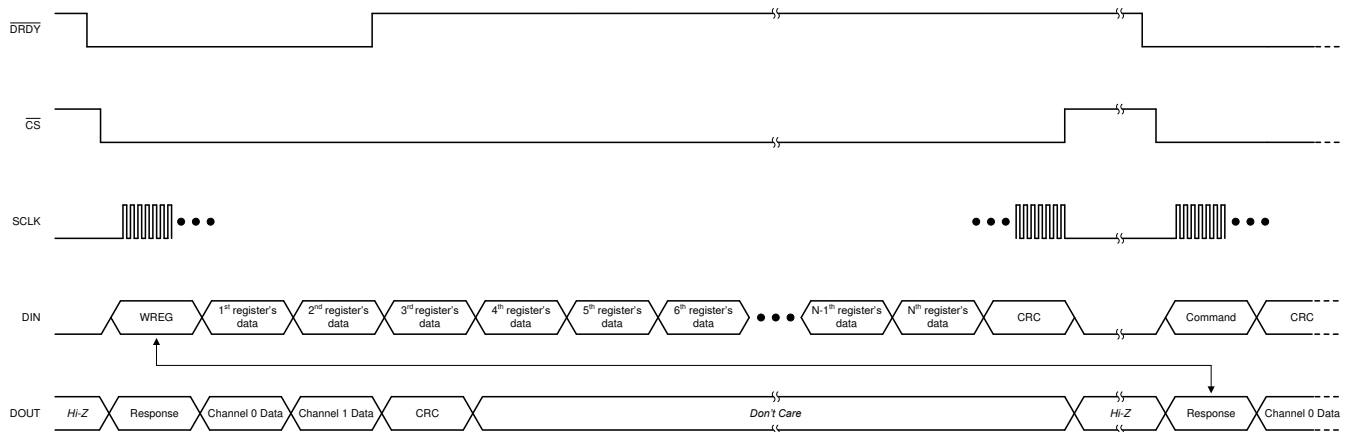 DRDY
CS
SCLK
DIN
WREG
1st register's
data
2nd register's
data
3rd register's
data
4th register's
data
5th register's
data
6th register's
data
N-1th register's
data
Nth register's
data
CRC
Command
CRC
DOUT
Hi-Z
Response
Channel 0 Data
Channel 1 Data
CRC
Don't Care
Hi-Z
Response
Channel 0 Data